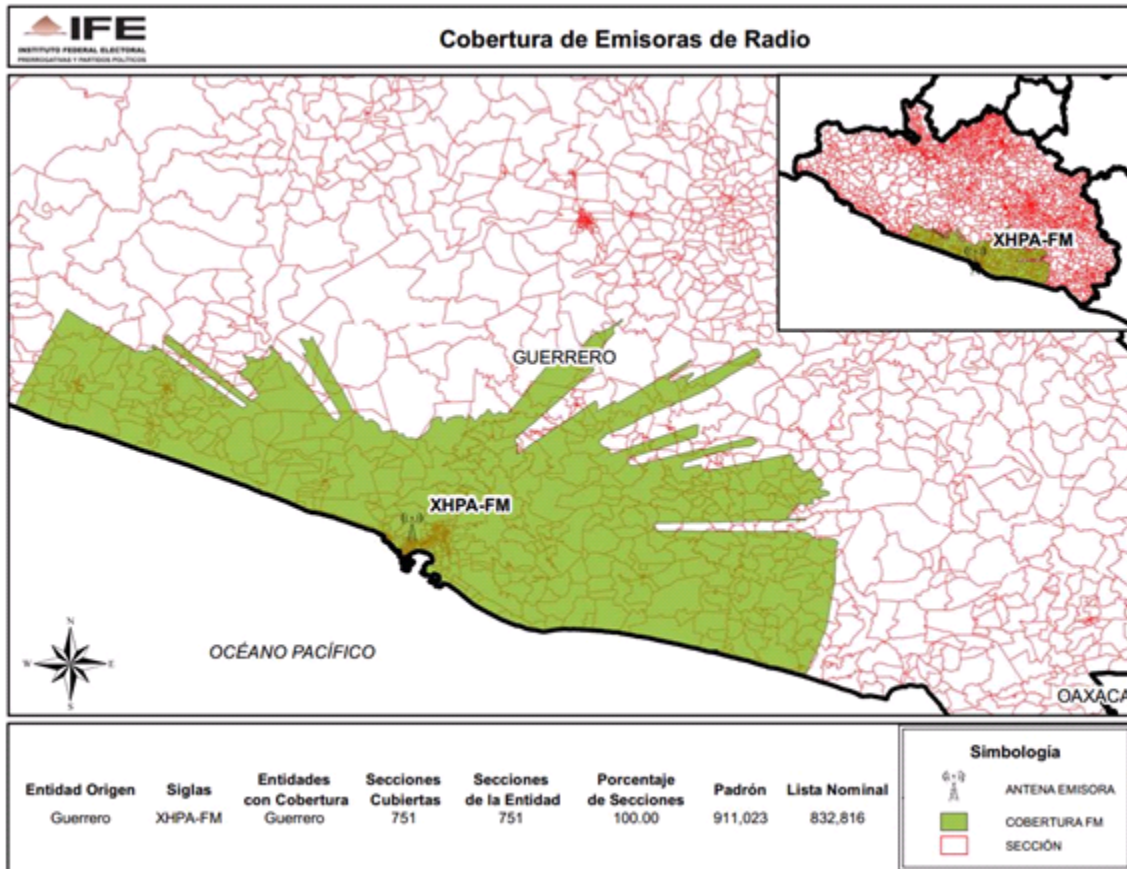 IFE
INSTITUTO FEDERAL ELECTORAL
PRERROGATIVAS Y PARTIDOS POLÍTICOS
Cobertura de Emisoras de Radio
XHPA-FM
GUERRERO
XHPA-FM
N
W E
S
OCÉANO PACÍFICO
OAXACA
Entidad Origen Siglas Entidades con Cobertura Secciones Cubiertas Secciones de la Entidad Porcentaje de Secciones Padrón Lista Nominal
Guerrero XHPA-FM Guerrero 751 751 100.00 911,023 832,816
Simbología
ANTENA EMISORA
COBERTURA FM
SECCIÓN